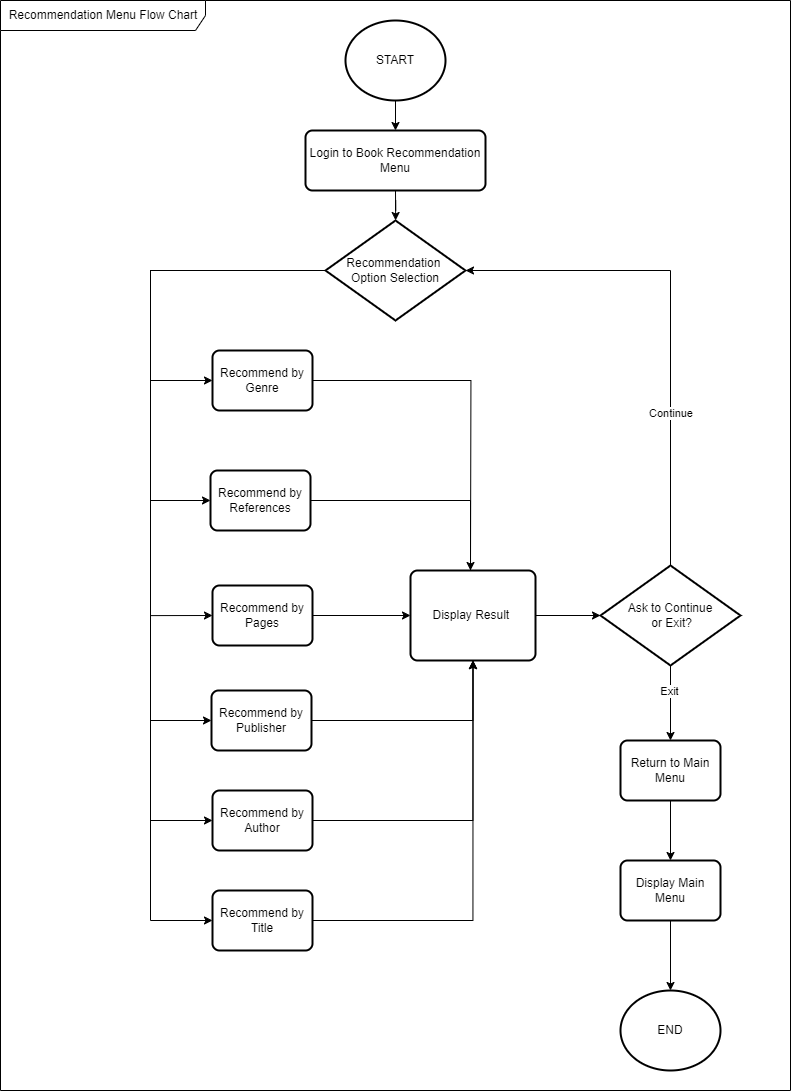 Recommendation Menu Flow Chart
START
Login to Book Recommendation
Menu
Recommendation
Option Selection
Recommend by
Genre
Continue
Recommend by
References
Recommend by
Pages
Display Result
Ask to Continue
or Exit?
Exit
Recommend by
Publisher
Return to Main
Menu
Recommend by
Author
Display Main
Menu
Recommend by
Title
END